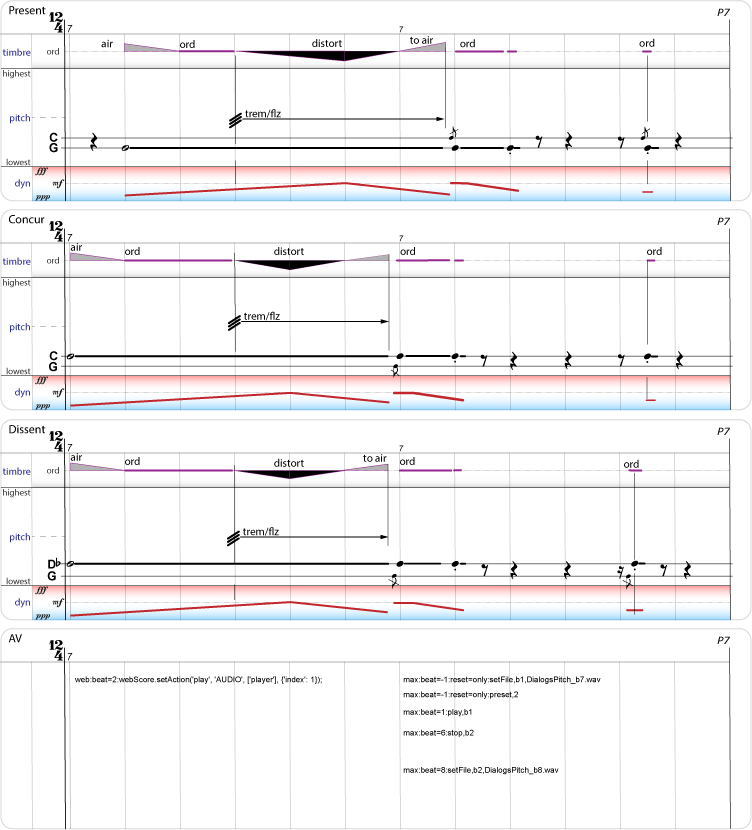 Present P7
12
4 7 7
air ord distort to air ord ord
timbre ord
highest
pitch trem/flz
C
G
lowest
fff
dyn mf
ppp
Concur P7
12
4 7 7
air ord distort ord ord
timbre ord
highest
pitch trem/flz
C
G
lowest
fff
dyn mf
ppp
Dissent P7
12
4 7 7
air ord distort to air ord ord
timbre ord
highest
pitch trem/flz
D♭
G
lowest
fff
dyn mf
ppp
AV P7
12
4 7
web:beat=2:webScore.setAction('play', 'AUDIO', ['player'], {'index': 1}); max:beat=-1:reset=only:setFile,b1,DialogsPitch_b7.wav
max:beat=-1:reset=only:preset,2
max:beat=1:play,b1
max:beat=6:stop,b2
max:beat=8:setFile,b2,DialogsPitch_b8.wav